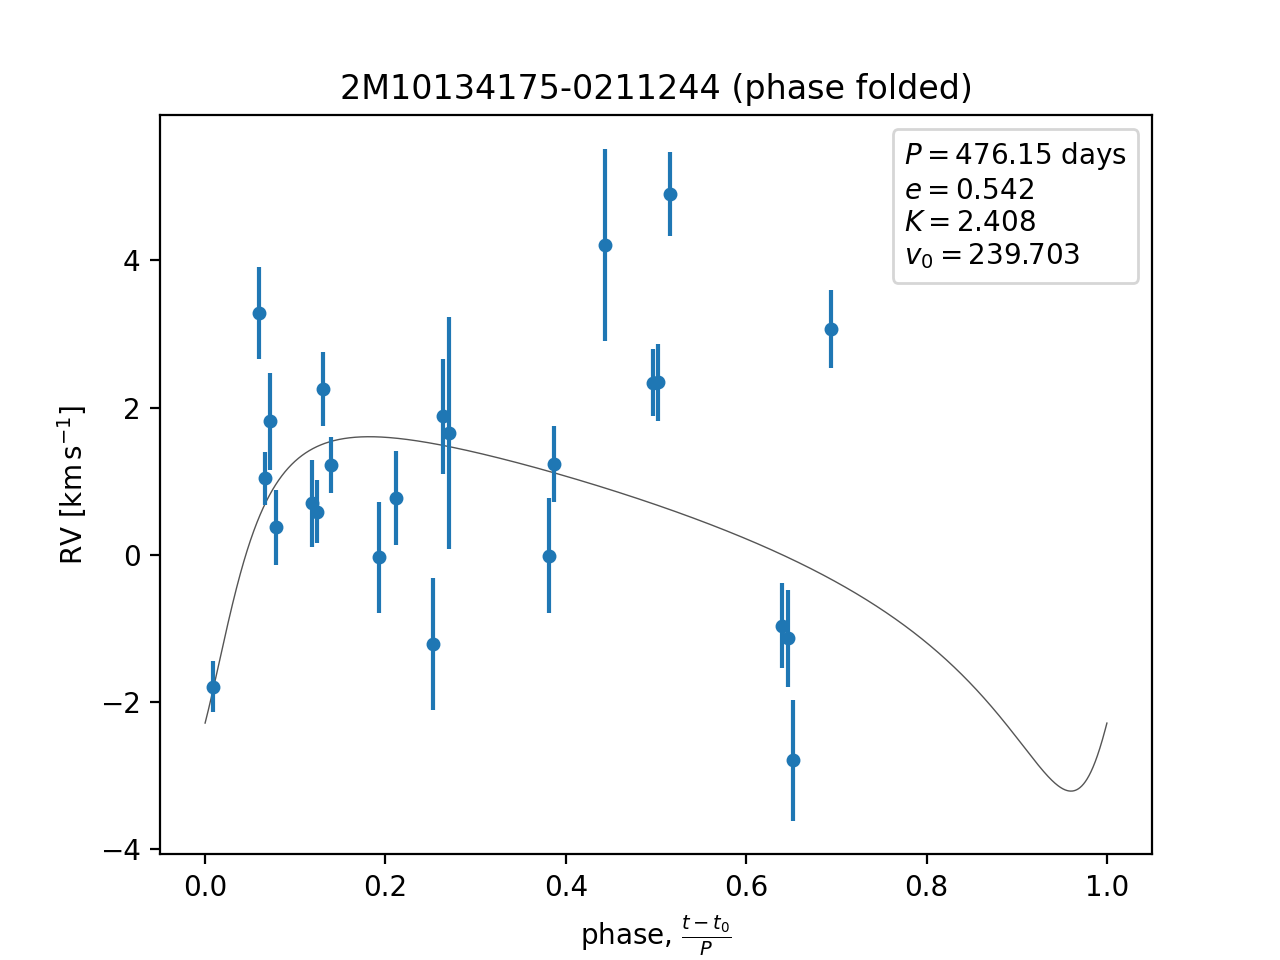 2M10134175-0211244 (phase folded)
P = 476.15 days
e = 0.542
K = 2.408
v₀ = 239.703
4
2
0
−2
−4
RV [km s⁻¹]
0.0 0.2 0.4 0.6 0.8 1.0
phase, (t − t₀)/P